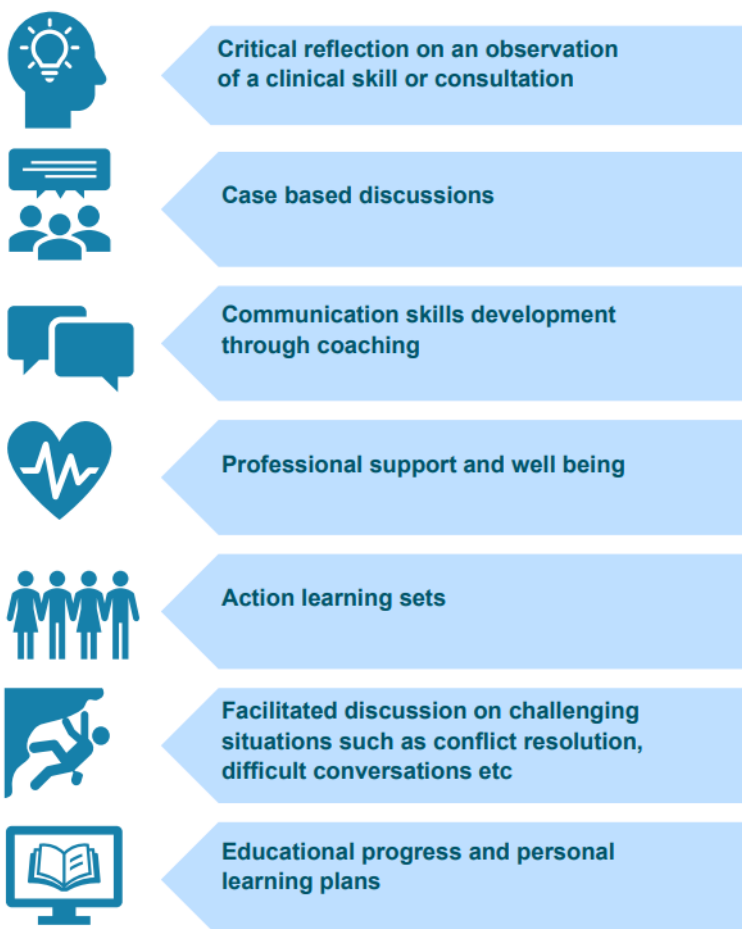 Critical reflection on an observation
of a clinical skill or consultation
Case based discussions
Communication skills development
through coaching
Professional support and well being
Action learning sets
Facilitated discussion on challenging
situations such as conflict resolution,
difficult conversations etc
Educational progress and personal
learning plans